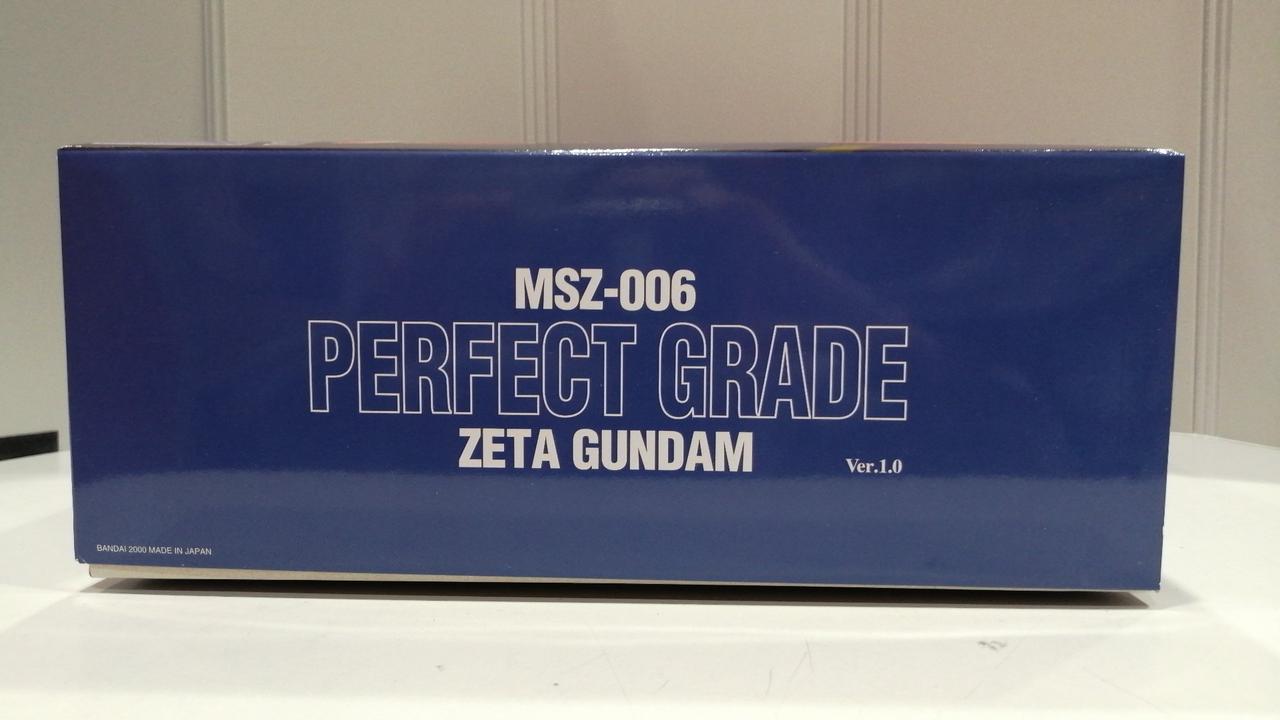 MSZ-006
PERFECT GRADE
ZETA GUNDAM
Ver.1.0
BANDAI 2000 MADE IN JAPAN